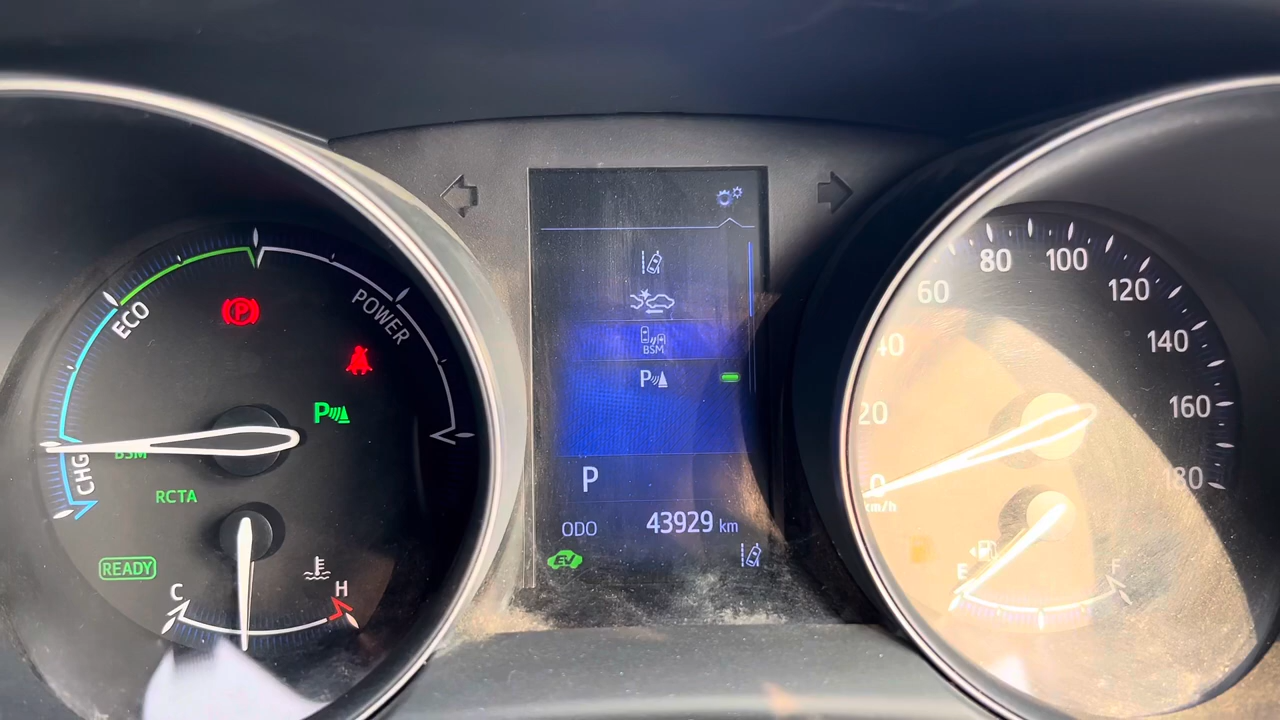 ECO
POWER
CHG
P
P
BSM
RCTA
READY
C
H
BSM
P
P
ODO 43929 km
EV
0
20
40
60
80
100
120
140
160
180
km/h
E
F